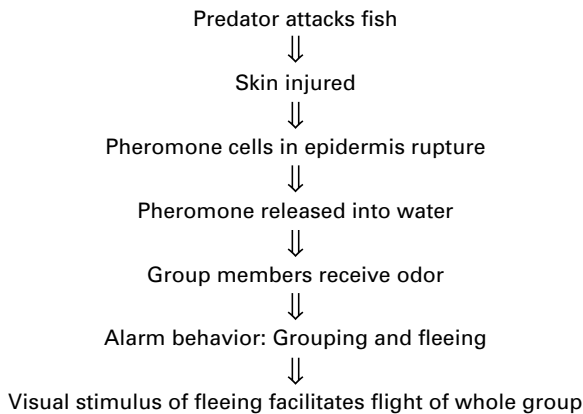 Predator attacks fish
⇓
Skin injured
⇓
Pheromone cells in epidermis rupture
⇓
Pheromone released into water
⇓
Group members receive odor
⇓
Alarm behavior: Grouping and fleeing
⇓
Visual stimulus of fleeing facilitates flight of whole group